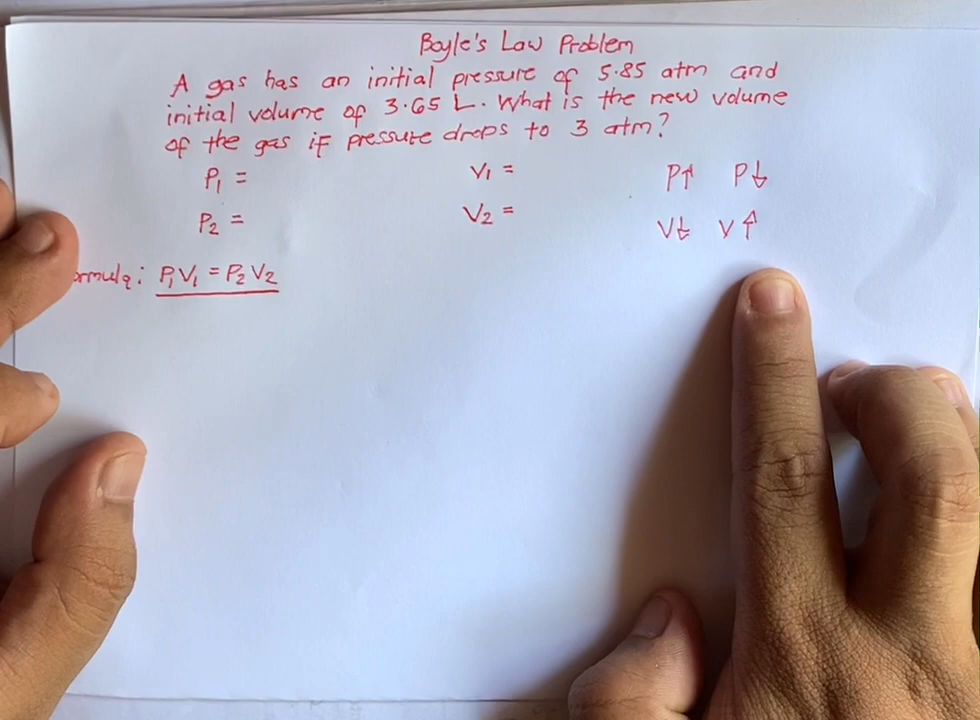 Boyle's Law Problem
A gas has an initial pressure of 5.85 atm and
initial volume of 3.65 L. What is the new volume
of the gas if pressure drops to 3 atm?
P₁ = V₁ = P↑ P↓
P₂ = V₂ = V↓ V↑
ormula: P₁V₁ = P₂V₂